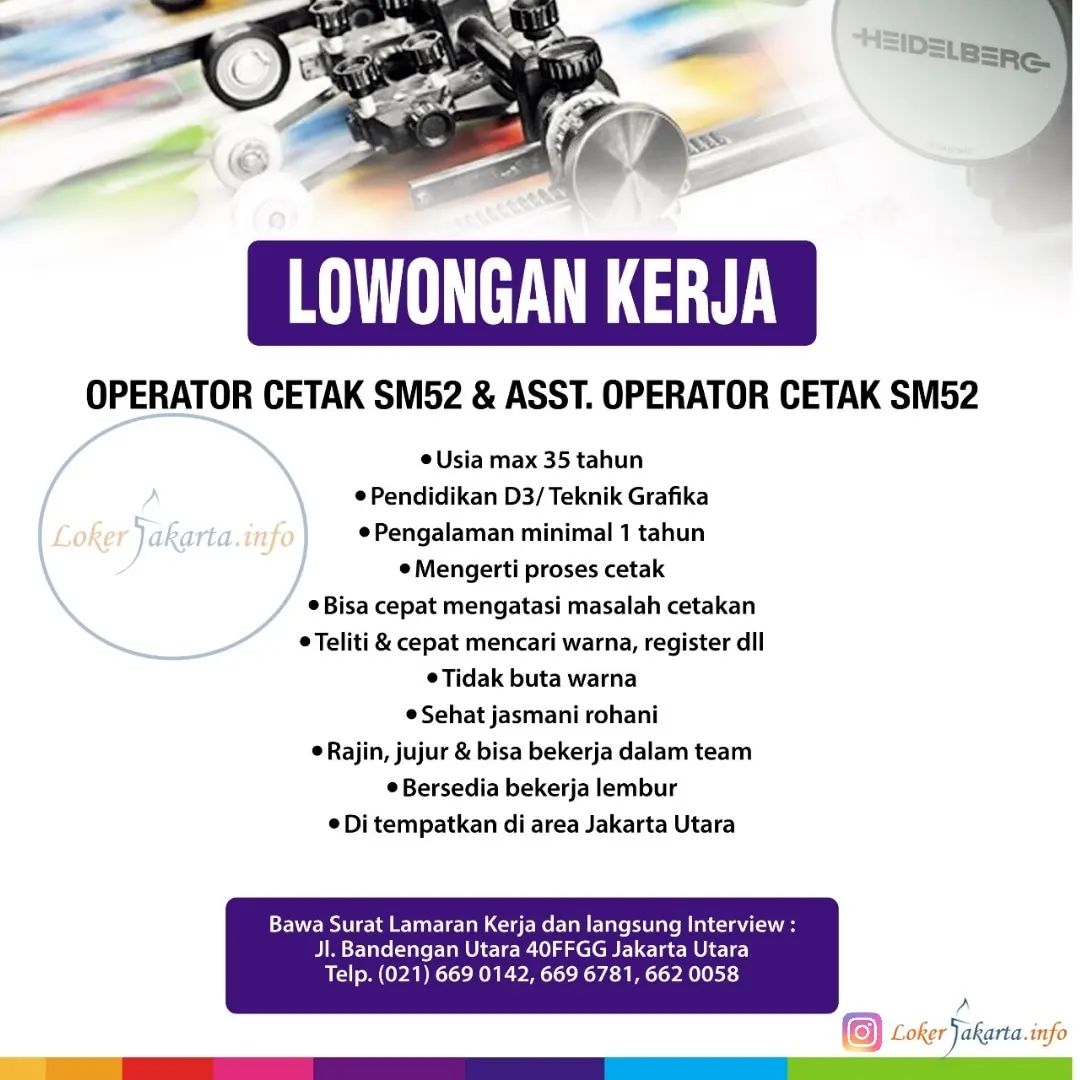 HEIDELBERG
LOWONGAN KERJA
OPERATOR CETAK SM52 & ASST. OPERATOR CETAK SM52
•Usia max 35 tahun
•Pendidikan D3/ Teknik Grafika
•Pengalaman minimal 1 tahun
•Mengerti proses cetak
•Bisa cepat mengatasi masalah cetakan
•Teliti & cepat mencari warna, register dll
•Tidak buta warna
•Sehat jasmani rohani
•Rajin, jujur & bisa bekerja dalam team
•Bersedia bekerja lembur
•Di tempatkan di area Jakarta Utara
Loker Jakarta.info
Bawa Surat Lamaran Kerja dan langsung Interview :
Jl. Bandengan Utara 40FFGG Jakarta Utara
Telp. (021) 669 0142, 669 6781, 662 0058
Loker Jakarta.info